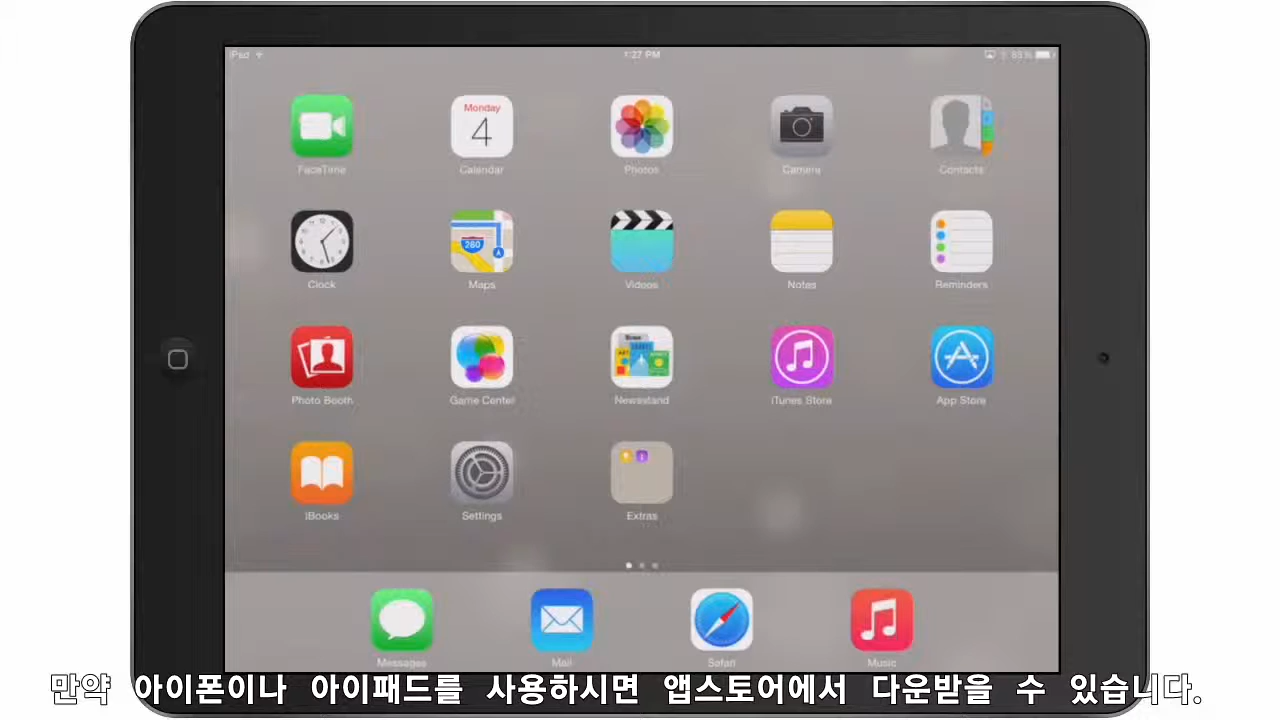 iPad
1:27 PM
93%
FaceTime
Monday
4
Calendar
Photos
Camera
Contacts
Clock
280
Maps
Videos
Notes
Reminders
Photo Booth
Game Center
Newsstand
iTunes Store
App Store
iBooks
Settings
Extras
Messages
Mail
Safari
Music
만약 아이폰이나 아이패드를 사용하시면 앱스토어에서 다운받을 수 있습니다.